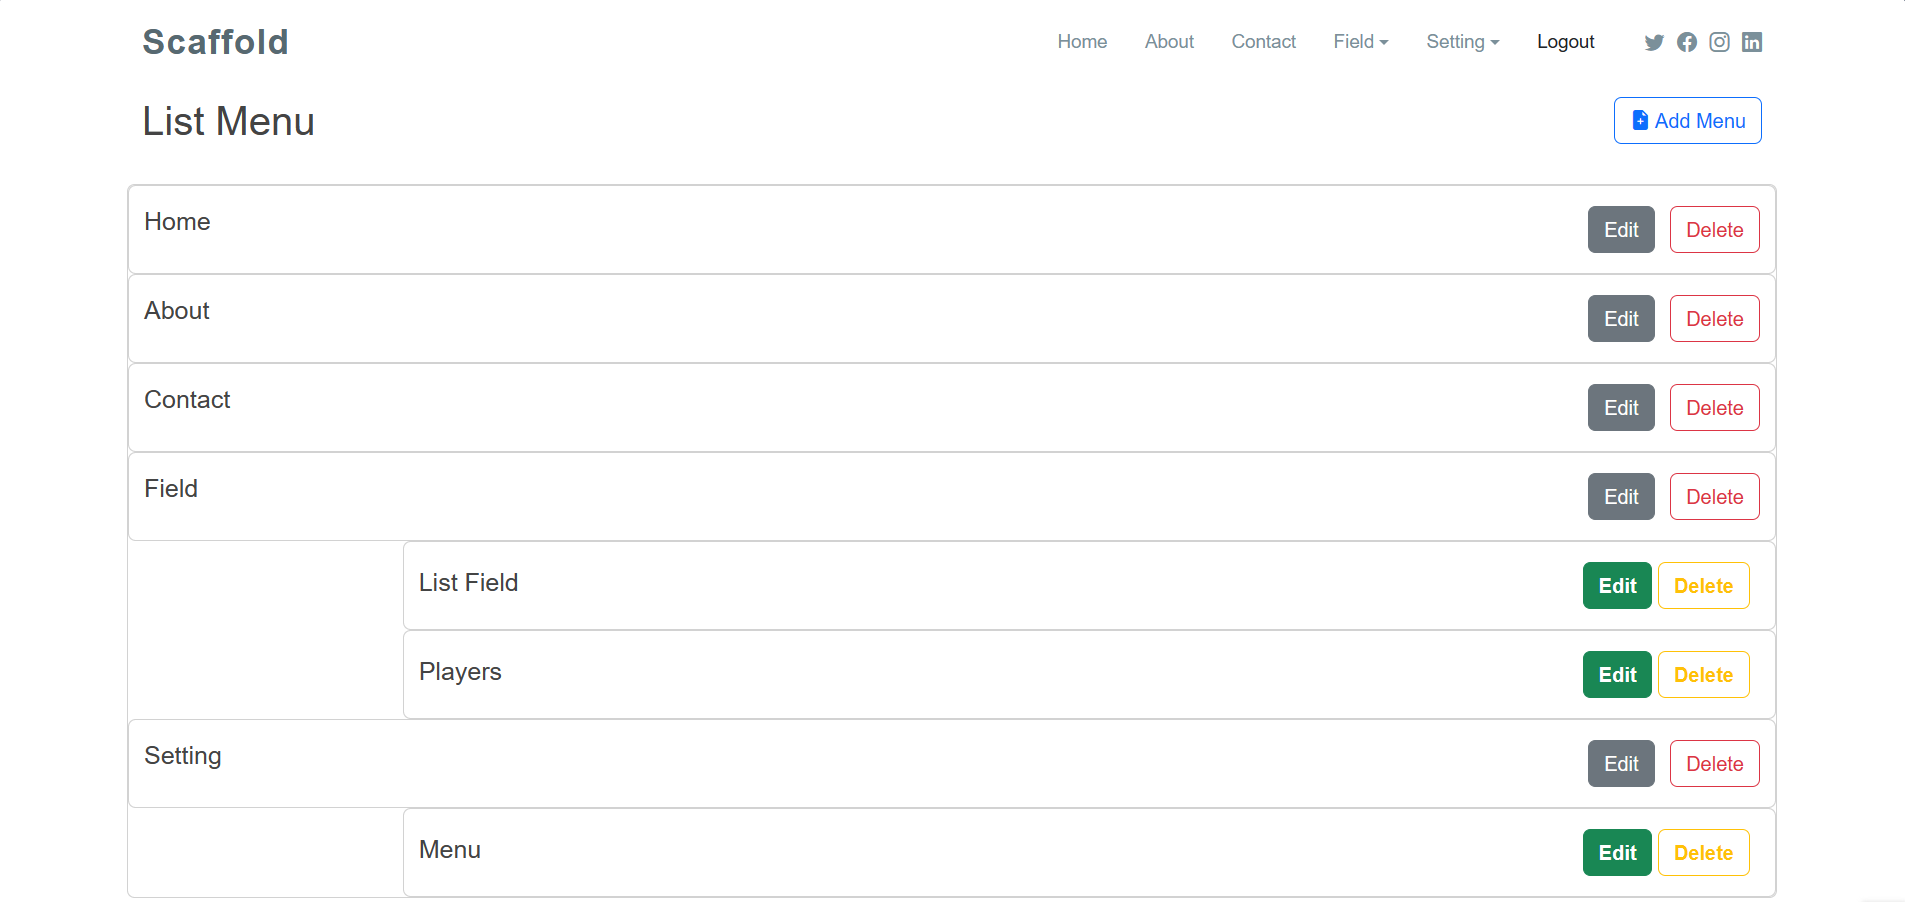 Scaffold Home About Contact Field Setting Logout
List Menu Add Menu
Home Edit Delete
About Edit Delete
Contact Edit Delete
Field Edit Delete
List Field Edit Delete
Players Edit Delete
Setting Edit Delete
Menu Edit Delete